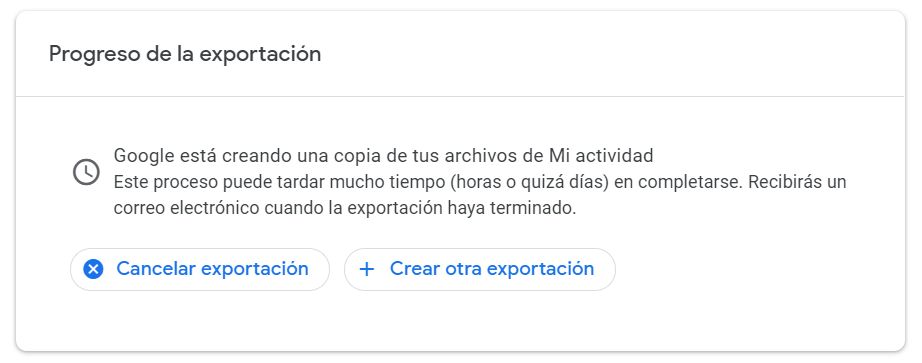 Progreso de la exportación
Google está creando una copia de tus archivos de Mi actividad
Este proceso puede tardar mucho tiempo (horas o quizá días) en completarse. Recibirás un
correo electrónico cuando la exportación haya terminado.
Cancelar exportación
Crear otra exportación